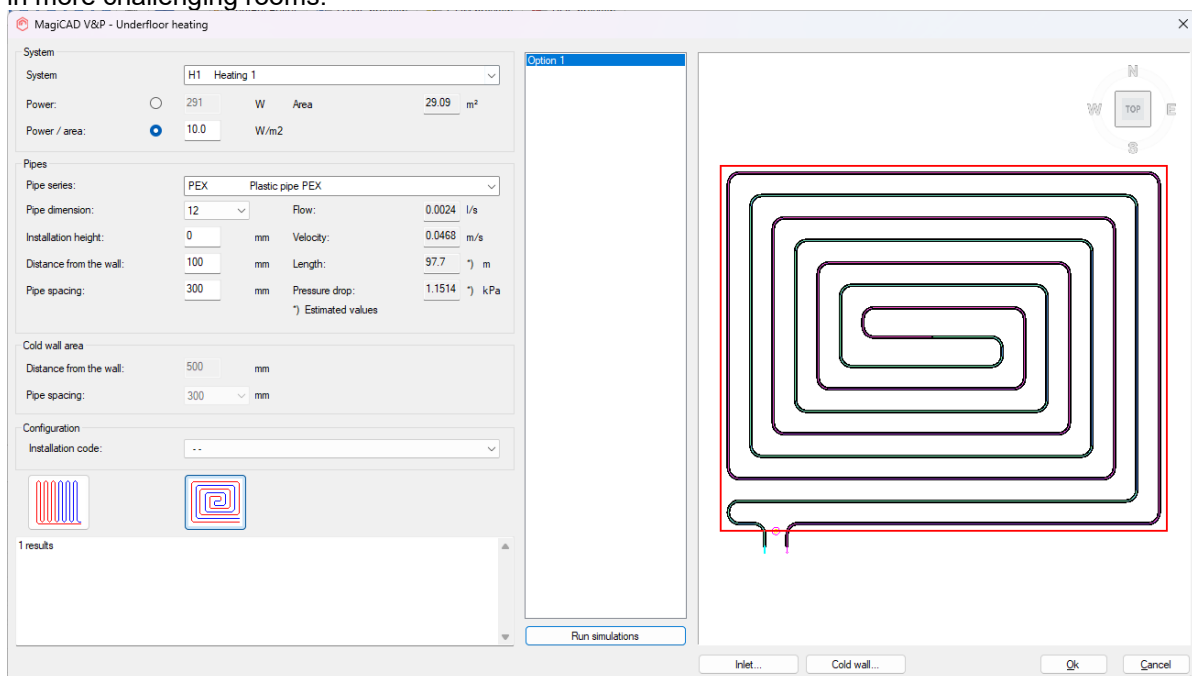 in more challenging rooms.
MagiCAD V&P - Underfloor heating
System
System H1 Heating 1
Power: 291 W Area 29.09 m²
Power / area: 10.0 W/m2
Pipes
Pipe series: PEX Plastic pipe PEX
Pipe dimension: 12 Flow: 0.0024 l/s
Installation height: 0 mm Velocity: 0.0468 m/s
Distance from the wall: 100 mm Length: 97.7 *) m
Pipe spacing: 300 mm Pressure drop: 1.1514 *) kPa
*) Estimated values
Cold wall area
Distance from the wall: 500 mm
Pipe spacing: 300 mm
Configuration
Installation code: --
1 results
Option 1
Run simulations
N
W TOP E
S
Inlet... Cold wall... Ok Cancel